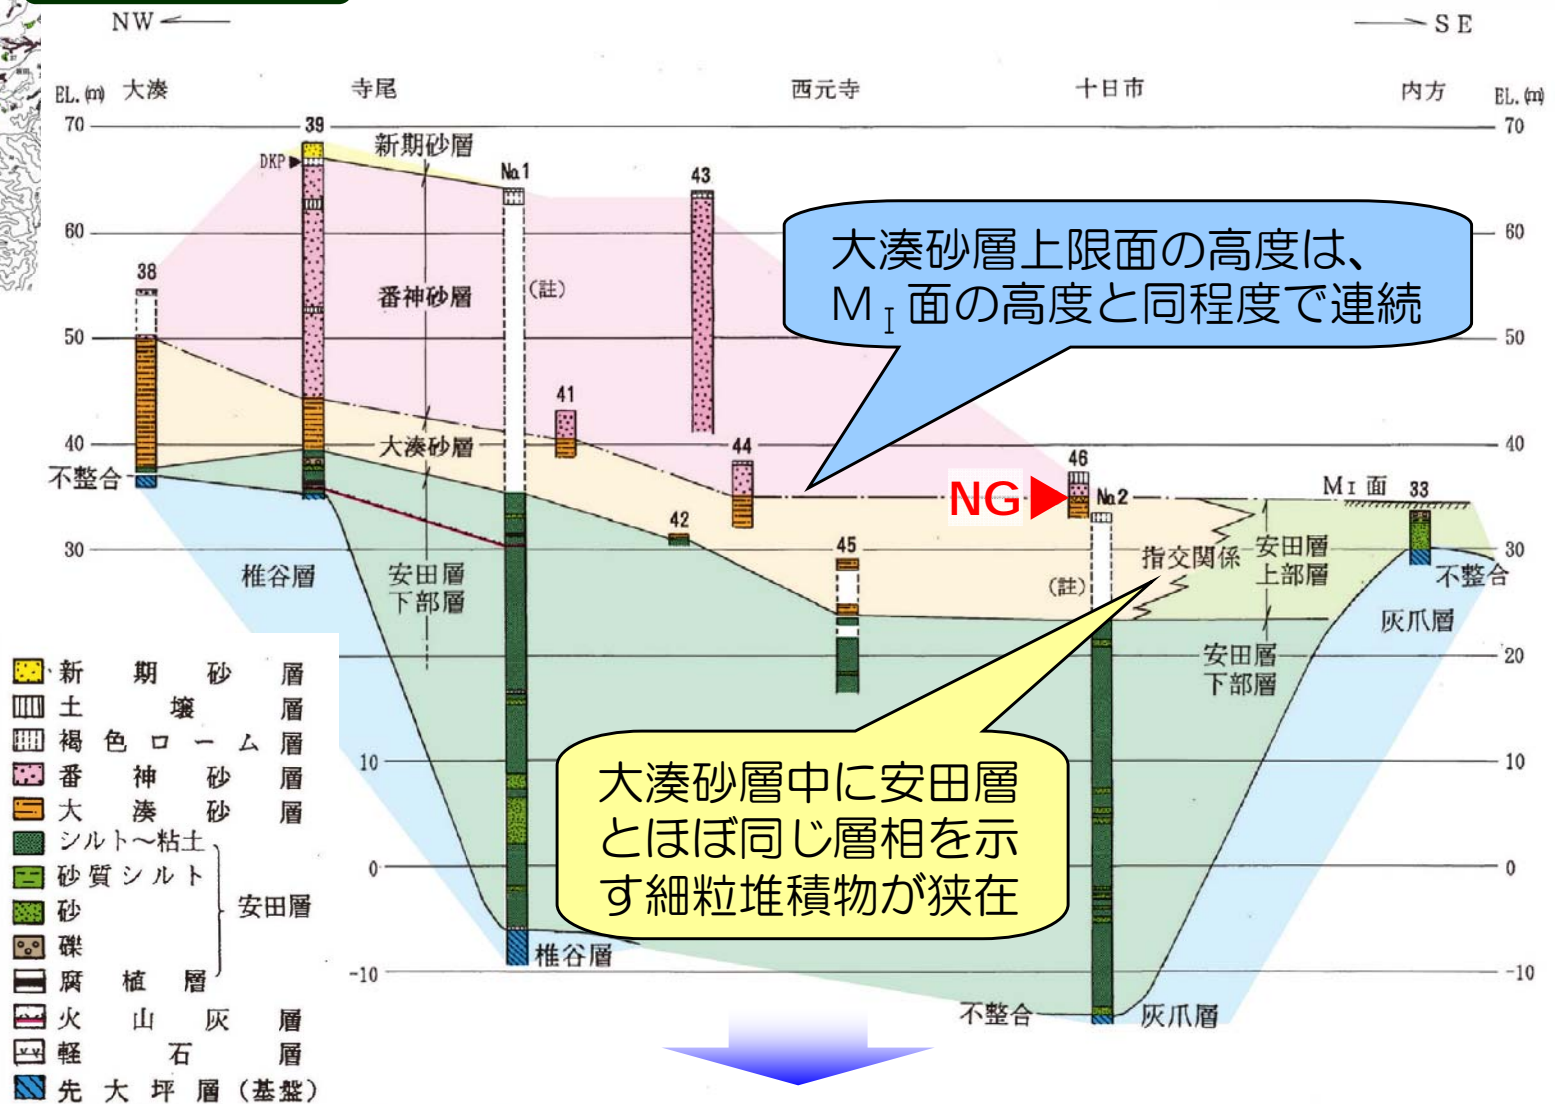 NW
SE
EL.(m) 大湊 寺尾 西元寺 十日市 内方 EL.(m)
70 39 70
新期砂層
DKP
No.1 43
60 60
大湊砂層上限面の高度は、
MI面の高度と同程度で連続
38
番神砂層 (註)
50 50
41
40 大湊砂層 44 40
不整合 46 MI面 33
NG No.2
42
30 45 指交関係 安田層 30
上部層
椎谷層 安田層 (註) 不整合
下部層
灰爪層
20
安田層
下部層
10 10
大湊砂層中に安田層
とほぼ同じ層相を示
す細粒堆積物が狭在
0 0
椎谷層
-10 -10
不整合 灰爪層
新期砂層
土壌層
褐色ローム層
番神砂層
大湊砂層
シルト〜粘土
砂質シルト
砂
安田層
礫
腐植層
火山灰層
軽石層
先大坪層(基盤)